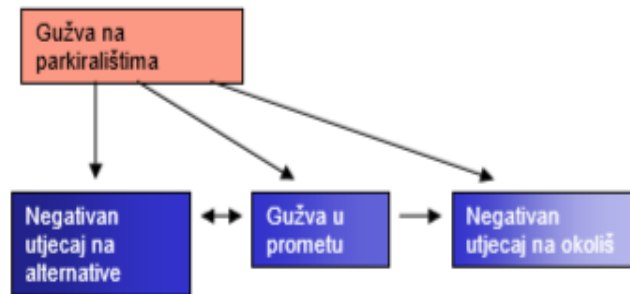 Gužva na
parkiralištima
Negativan
utjecaj na
alternative
Gužva u
prometu
Negativan
utjecaj na okoliš